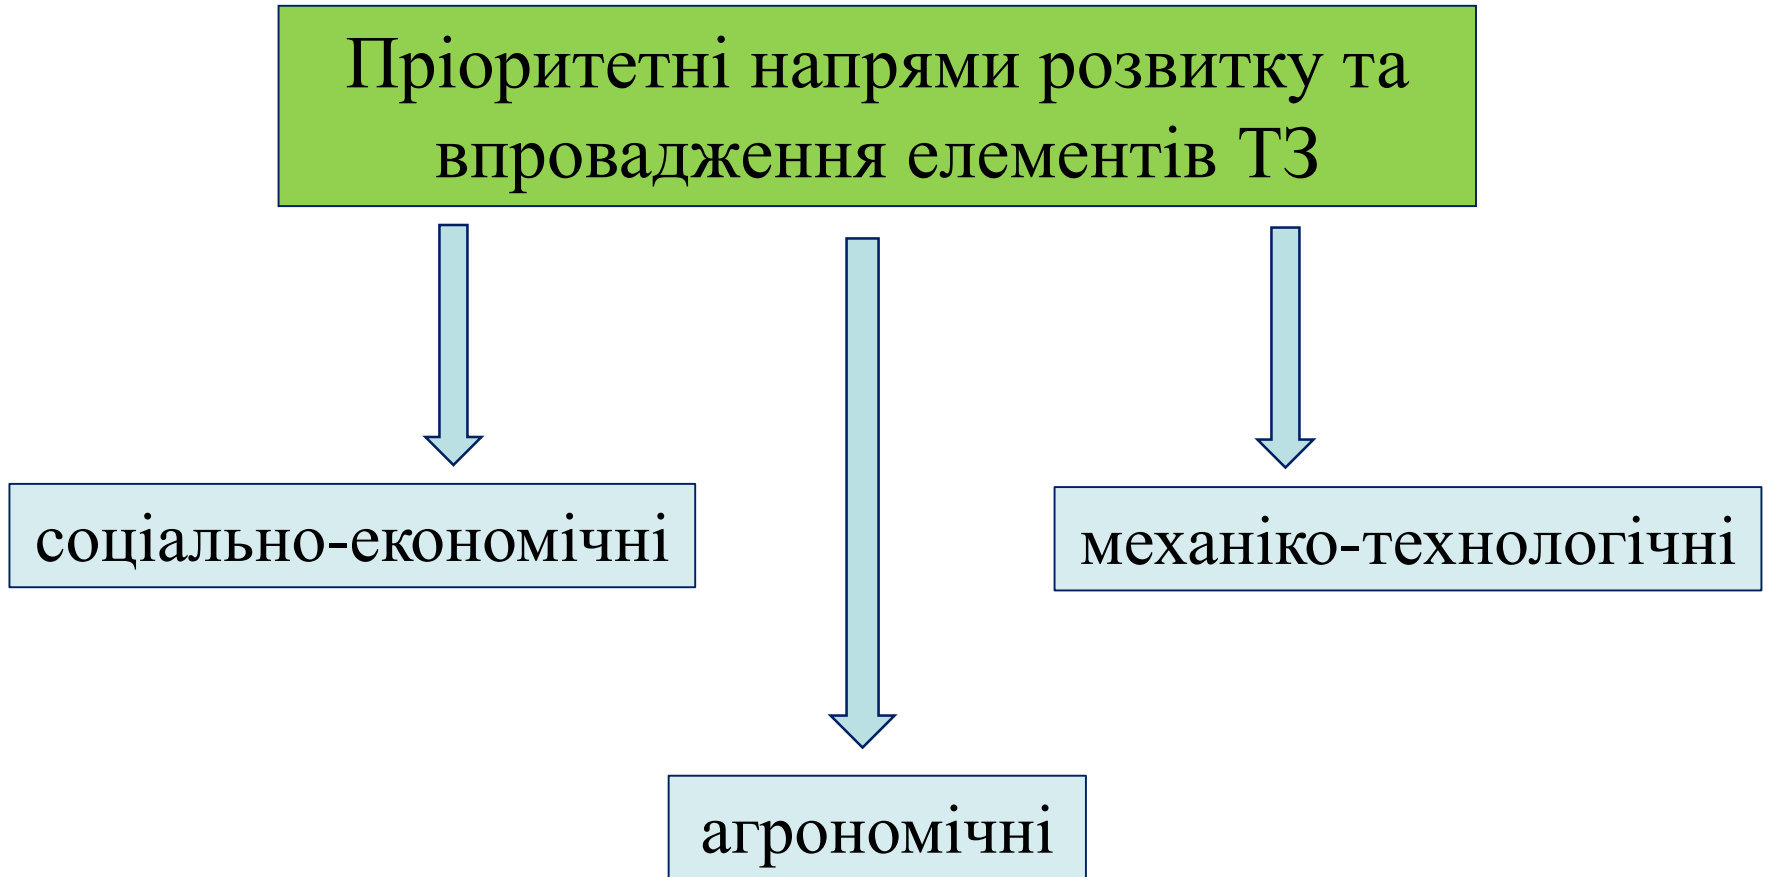 Пріоритетні напрями розвитку та
впровадження елементів ТЗ
соціально-економічні
механіко-технологічні
агрономічні